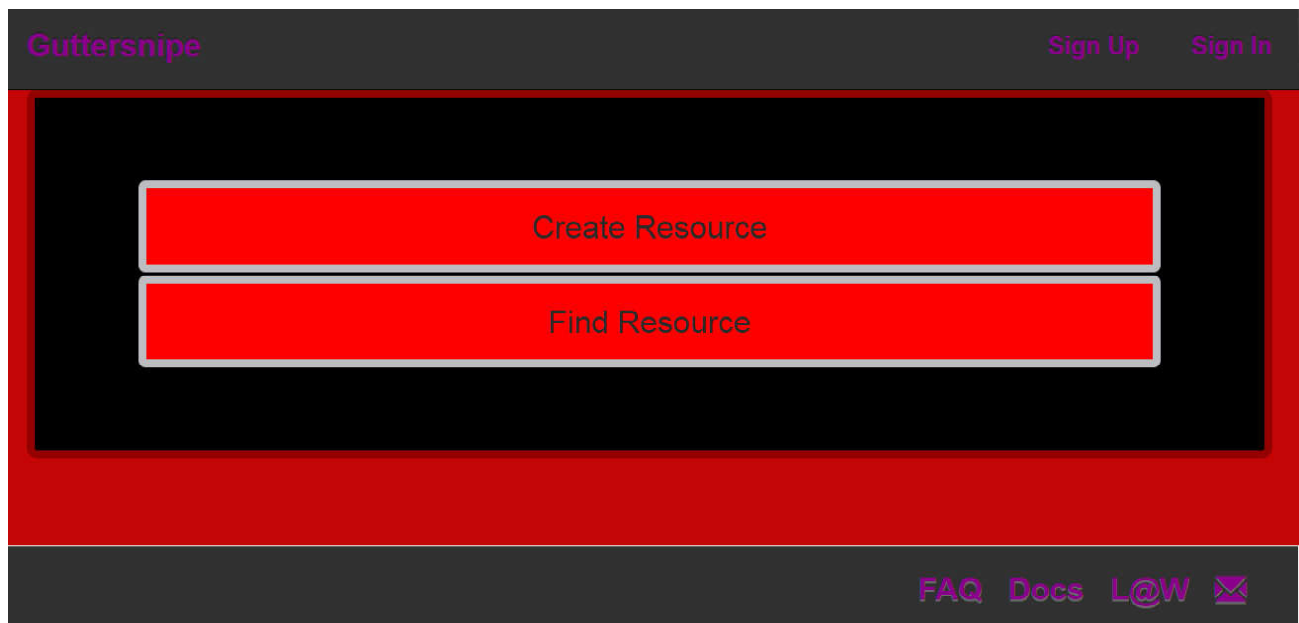 Guttersnipe Sign Up Sign In
Create Resource
Find Resource
FAQ Docs L@W